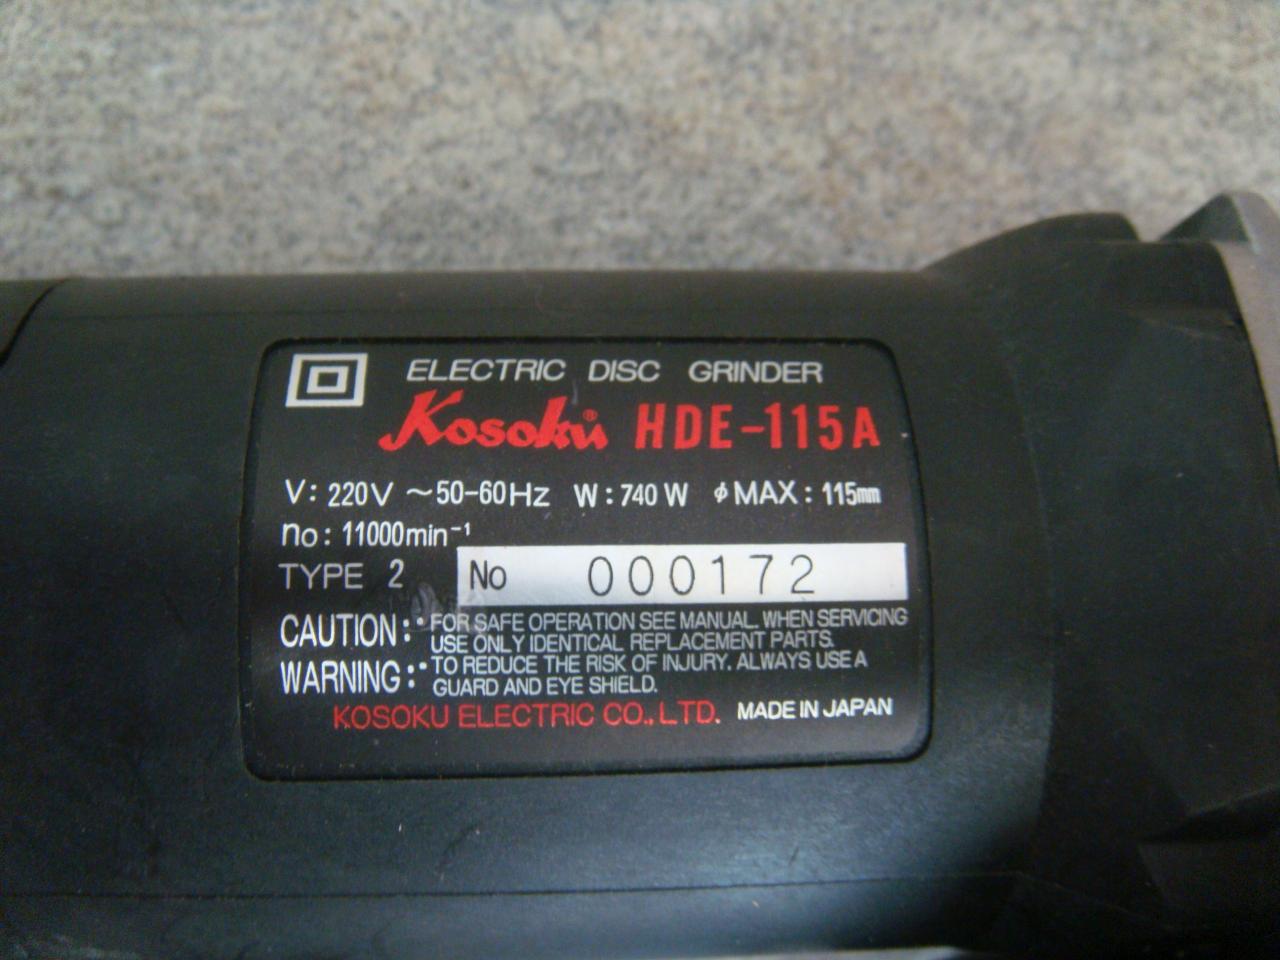 ELECTRIC DISC GRINDER
Kosoku® HDE-115A
V: 220V ~50-60Hz W: 740W ϕMAX: 115mm
no: 11000min⁻¹
TYPE 2 No 000172
CAUTION: • FOR SAFE OPERATION SEE MANUAL. WHEN SERVICING
USE ONLY IDENTICAL REPLACEMENT PARTS.
WARNING: • TO REDUCE THE RISK OF INJURY, ALWAYS USE A
GUARD AND EYE SHIELD.
KOSOKU ELECTRIC CO., LTD. MADE IN JAPAN